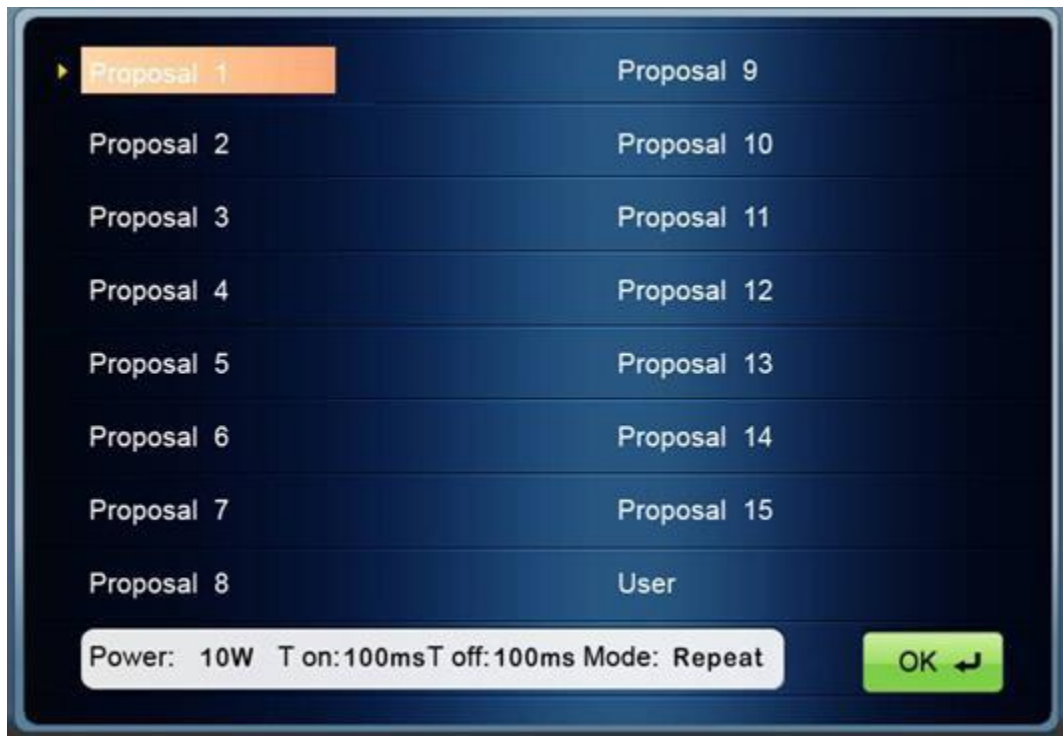 Proposal 1
Proposal 2
Proposal 3
Proposal 4
Proposal 5
Proposal 6
Proposal 7
Proposal 8
Proposal 9
Proposal 10
Proposal 11
Proposal 12
Proposal 13
Proposal 14
Proposal 15
User
Power: 10W T on:100msT off:100ms Mode: Repeat
OK